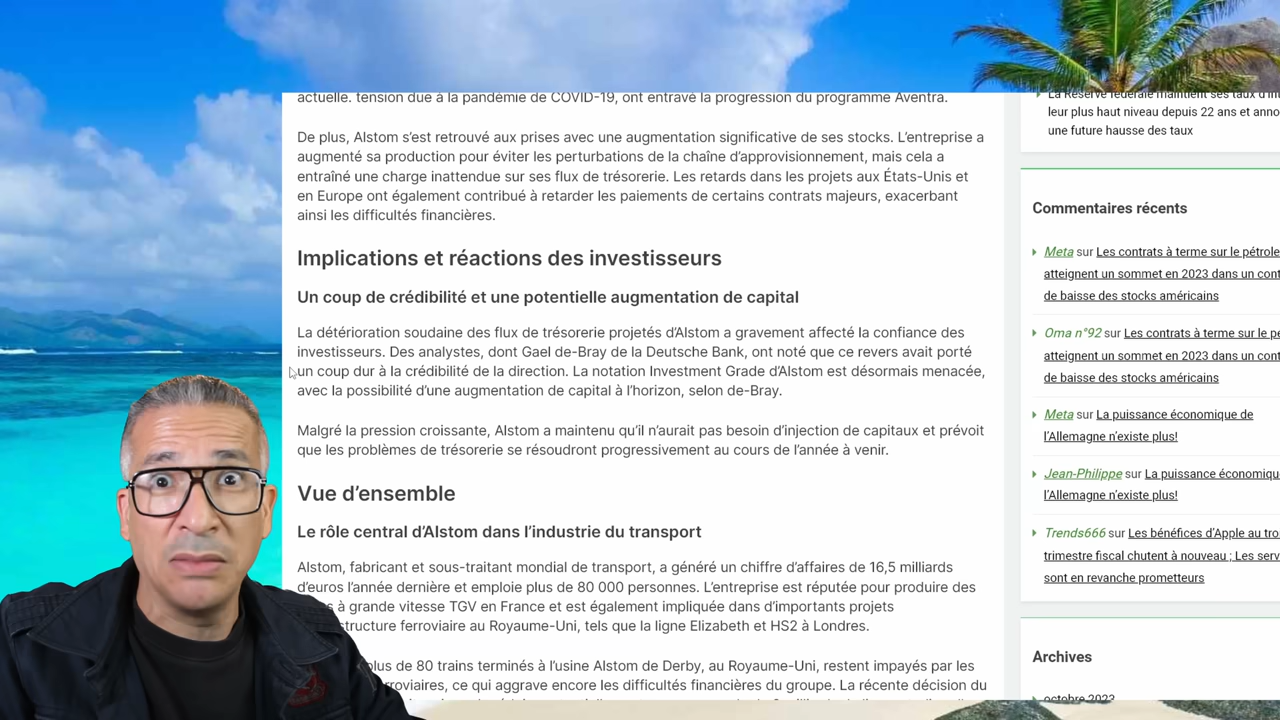 actuelle. tension due à la pandémie de COVID-19, ont entravé la progression du programme Aventra.
De plus, Alstom s'est retrouvé aux prises avec une augmentation significative de ses stocks. L'entreprise a
augmenté sa production pour éviter les perturbations de la chaîne d'approvisionnement, mais cela a
entraîné une charge inattendue sur ses flux de trésorerie. Les retards dans les projets aux États-Unis et
en Europe ont également contribué à retarder les paiements de certains contrats majeurs, exacerbant
ainsi les difficultés financières.
Implications et réactions des investisseurs
Un coup de crédibilité et une potentielle augmentation de capital
La détérioration soudaine des flux de trésorerie projetés d'Alstom a gravement affecté la confiance des
investisseurs. Des analystes, dont Gael de-Bray de la Deutsche Bank, ont noté que ce revers avait porté
un coup dur à la crédibilité de la direction. La notation Investment Grade d'Alstom est désormais menacée,
avec la possibilité d'une augmentation de capital à l'horizon, selon de-Bray.
Malgré la pression croissante, Alstom a maintenu qu'il n'aurait pas besoin d'injection de capitaux et prévoit
que les problèmes de trésorerie se résoudront progressivement au cours de l'année à venir.
Vue d'ensemble
Le rôle central d'Alstom dans l'industrie du transport
Alstom, fabricant et sous-traitant mondial de transport, a généré un chiffre d'affaires de 16,5 milliards
d'euros l'année dernière et emploie plus de 80 000 personnes. L'entreprise est réputée pour produire des
à grande vitesse TGV en France et est également impliquée dans d'importants projets
structure ferroviaire au Royaume-Uni, tels que la ligne Elizabeth et HS2 à Londres.
plus de 80 trains terminés à l'usine Alstom de Derby, au Royaume-Uni, restent impayés par les
rroviaires, ce qui aggrave encore les difficultés financières du groupe. La récente décision du
La Réserve fédérale maintient ses taux d'in
leur plus haut niveau depuis 22 ans et anno
une future hausse des taux
Commentaires récents
Meta sur Les contrats à terme sur le pétrole
atteignent un sommet en 2023 dans un cont
de baisse des stocks américains
Oma n°92 sur Les contrats à terme sur le pe
atteignent un sommet en 2023 dans un cont
de baisse des stocks américains
Meta sur La puissance économique de
l'Allemagne n'existe plus!
Jean-Philippe sur La puissance économique
l'Allemagne n'existe plus!
Trends666 sur Les bénéfices d'Apple au tro
trimestre fiscal chutent à nouveau ; Les serv
sont en revanche prometteurs
Archives
octobre 2023